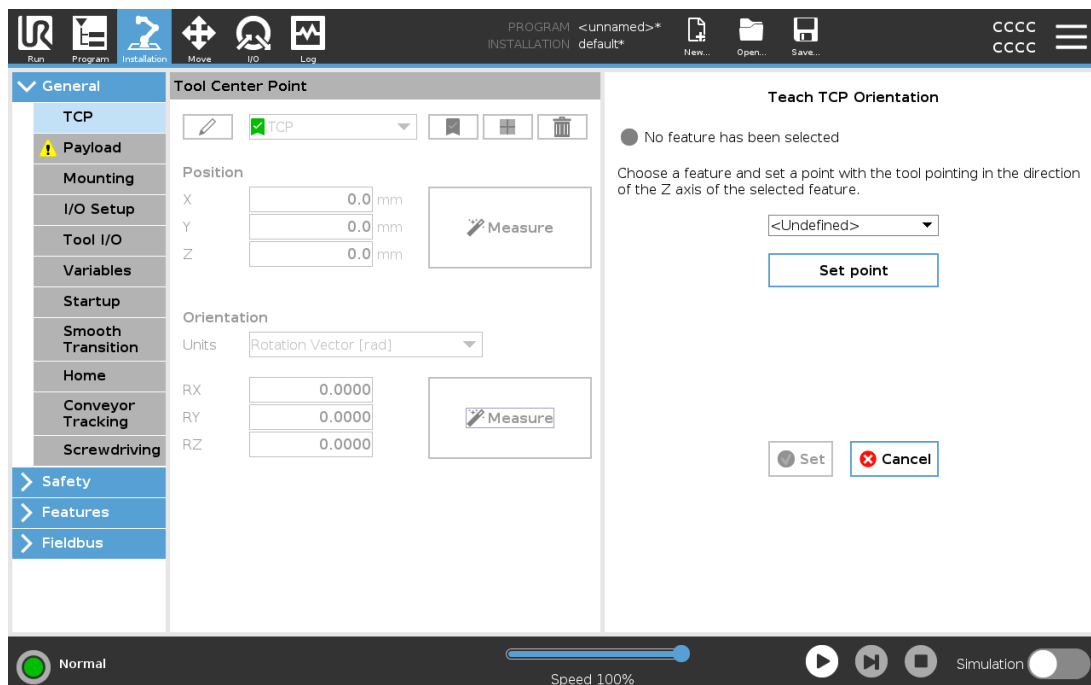 PROGRAM <unnamed>*
INSTALLATION default*
CCCC
CCCC
Run
Program
Installation
Move
I/O
Log
New...
Open...
Save...
General
TCP
Payload
Mounting
I/O Setup
Tool I/O
Variables
Startup
Smooth
Transition
Home
Conveyor
Tracking
Screwdriving
Safety
Features
Fieldbus
Tool Center Point
TCP
Position
X 0.0 mm
Y 0.0 mm
Z 0.0 mm
Measure
Orientation
Units Rotation Vector [rad]
RX 0.0000
RY 0.0000
RZ 0.0000
Measure
Teach TCP Orientation
No feature has been selected
Choose a feature and set a point with the tool pointing in the direction
of the Z axis of the selected feature.
<Undefined>
Set point
Set
Cancel
Normal
Speed 100%
Simulation